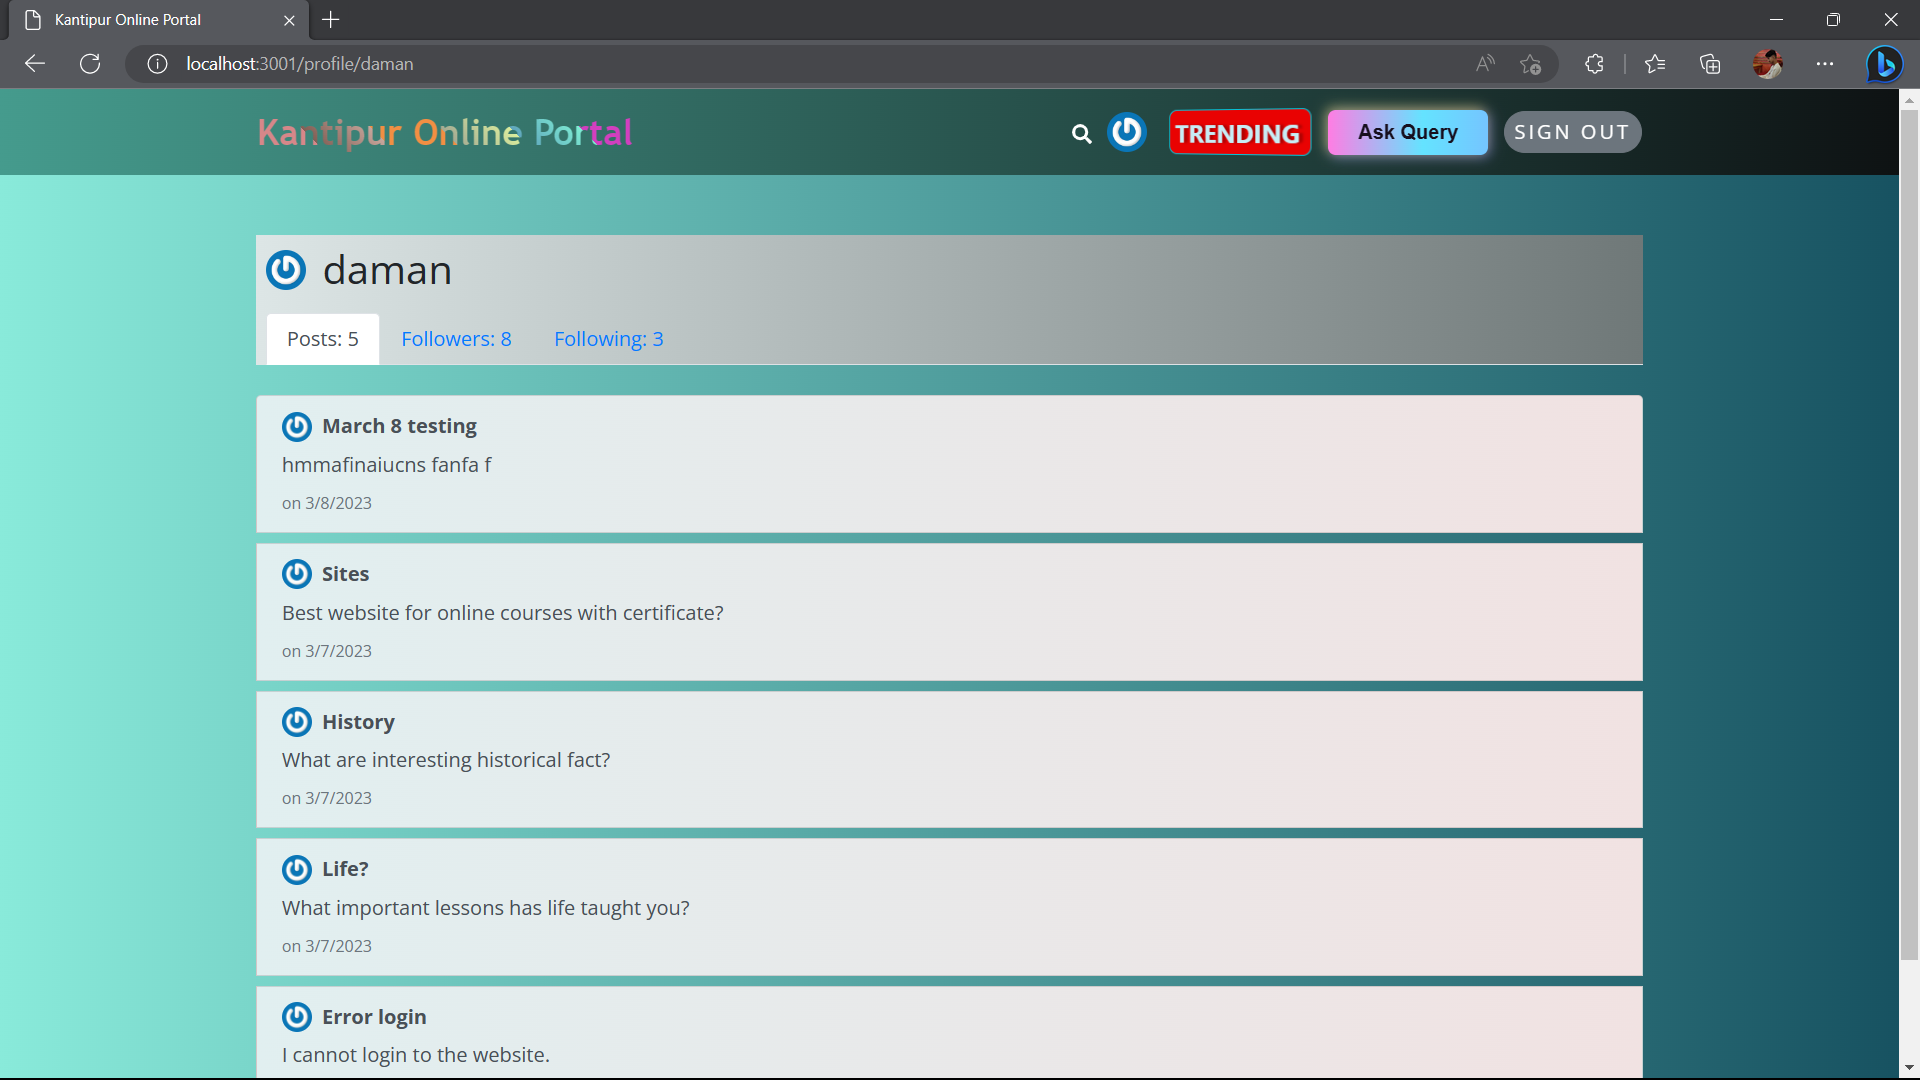 Kantipur Online Portal
localhost:3001/profile/daman
Kantipur Online Portal
TRENDING
Ask Query
SIGN OUT
daman
Posts: 5
Followers: 8
Following: 3
March 8 testing
hmmafinaiucns fanfa f
on 3/8/2023
Sites
Best website for online courses with certificate?
on 3/7/2023
History
What are interesting historical fact?
on 3/7/2023
Life?
What important lessons has life taught you?
on 3/7/2023
Error login
I cannot login to the website.